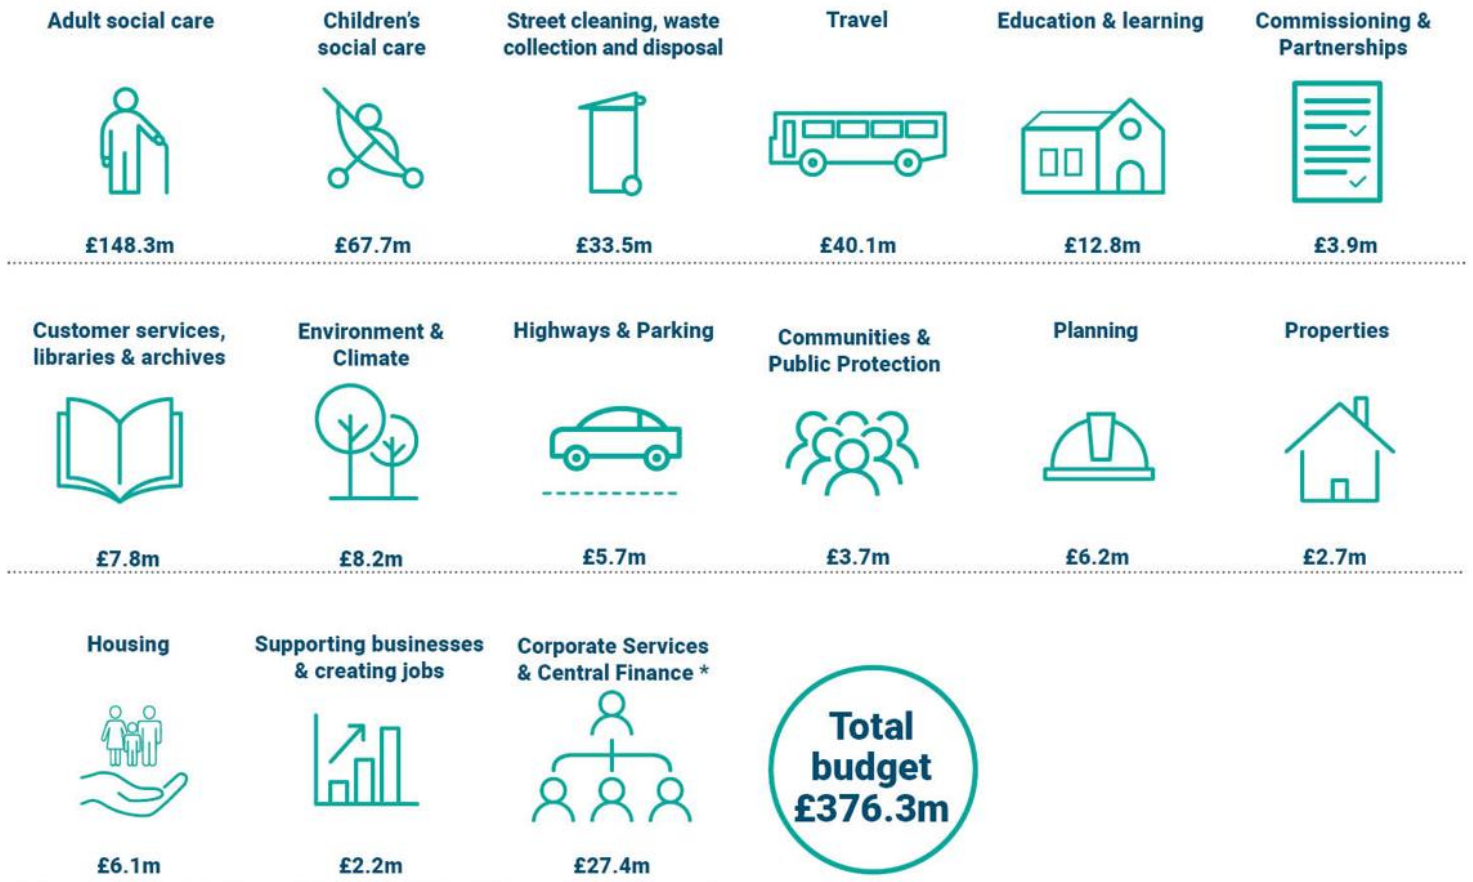 Adult social care
Children's
social care
Street cleaning, waste
collection and disposal
Travel
Education & learning
Commissioning &
Partnerships
£148.3m
£67.7m
£33.5m
£40.1m
£12.8m
£3.9m
Customer services,
libraries & archives
Environment &
Climate
Highways & Parking
Communities &
Public Protection
Planning
Properties
£7.8m
£8.2m
£5.7m
£3.7m
£6.2m
£2.7m
Housing
Supporting businesses
& creating jobs
Corporate Services
& Central Finance *
Total
budget
£376.3m
£6.1m
£2.2m
£27.4m